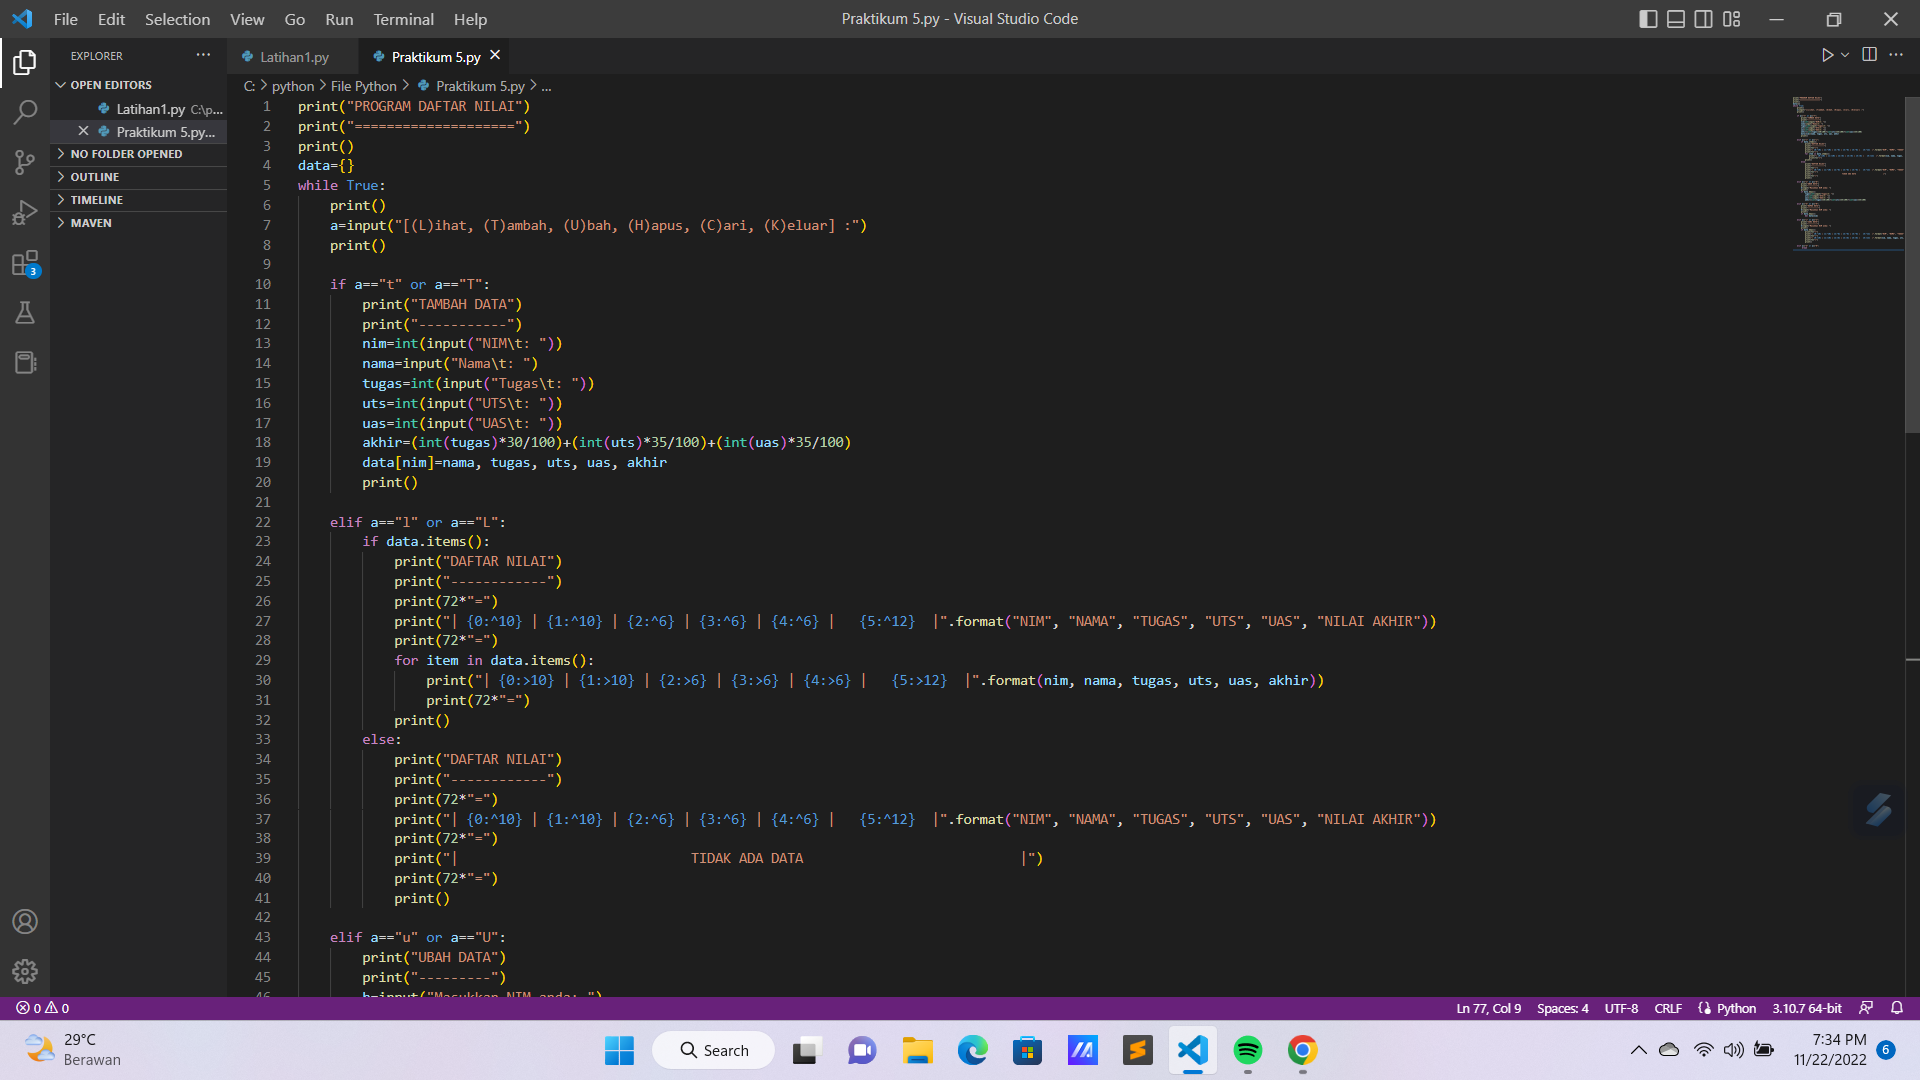 File Edit Selection View Go Run Terminal Help
Praktikum 5.py - Visual Studio Code
EXPLORER
OPEN EDITORS
Latihan1.py C:\p...
Praktikum 5.py...
NO FOLDER OPENED
OUTLINE
TIMELINE
MAVEN
3
Latihan1.py Praktikum 5.py
C: > python > File Python > Praktikum 5.py > ...
1 print("PROGRAM DAFTAR NILAI")
2 print("====================")
3 print()
4 data={}
5 while True:
6 print()
7 a=input("[(L)ihat, (T)ambah, (U)bah, (H)apus, (C)ari, (K)eluar] :")
8 print()
9
10 if a=="t" or a=="T":
11 print("TAMBAH DATA")
12 print("-----------")
13 nim=int(input("NIM\t: "))
14 nama=input("Nama\t: ")
15 tugas=int(input("Tugas\t: "))
16 uts=int(input("UTS\t: "))
17 uas=int(input("UAS\t: "))
18 akhir=(int(tugas)*30/100)+(int(uts)*35/100)+(int(uas)*35/100)
19 data[nim]=nama, tugas, uts, uas, akhir
20 print()
21
22 elif a=="l" or a=="L":
23 if data.items():
24 print("DAFTAR NILAI")
25 print("------------")
26 print(72*"=")
27 print("| {0:^10} | {1:^10} | {2:^6} | {3:^6} | {4:^6} |   {5:^12}  |".format("NIM", "NAMA", "TUGAS", "UTS", "UAS", "NILAI AKHIR"))
28 print(72*"=")
29 for item in data.items():
30 print("| {0:>10} | {1:>10} | {2:>6} | {3:>6} | {4:>6} |   {5:>12}  |".format(nim, nama, tugas, uts, uas, akhir))
31 print(72*"=")
32 print()
33 else:
34 print("DAFTAR NILAI")
35 print("------------")
36 print(72*"=")
37 print("| {0:^10} | {1:^10} | {2:^6} | {3:^6} | {4:^6} |   {5:^12}  |".format("NIM", "NAMA", "TUGAS", "UTS", "UAS", "NILAI AKHIR"))
38 print(72*"=")
39 print("|                             TIDAK ADA DATA                           |")
40 print(72*"=")
41 print()
42
43 elif a=="u" or a=="U":
44 print("UBAH DATA")
45 print("---------")
0 0
Ln 77, Col 9 Spaces: 4 UTF-8 CRLF Python 3.10.7 64-bit
29°C
Berawan
Search
7:34 PM
11/22/2022
6